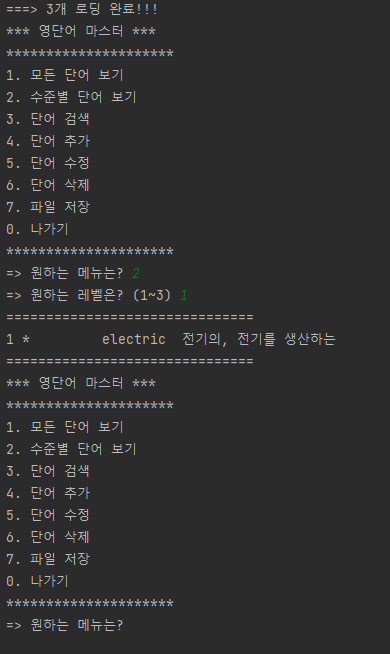 ===> 3개 로딩 완료!!!
*** 영단어 마스터 ***
*********************
1. 모든 단어 보기
2. 수준별 단어 보기
3. 단어 검색
4. 단어 추가
5. 단어 수정
6. 단어 삭제
7. 파일 저장
0. 나가기
*********************
=> 원하는 메뉴는? 2
=> 원하는 레벨은? (1~3) 1
===============================
1 *         electric  전기의, 전기를 생산하는
===============================
*** 영단어 마스터 ***
*********************
1. 모든 단어 보기
2. 수준별 단어 보기
3. 단어 검색
4. 단어 추가
5. 단어 수정
6. 단어 삭제
7. 파일 저장
0. 나가기
*********************
=> 원하는 메뉴는?